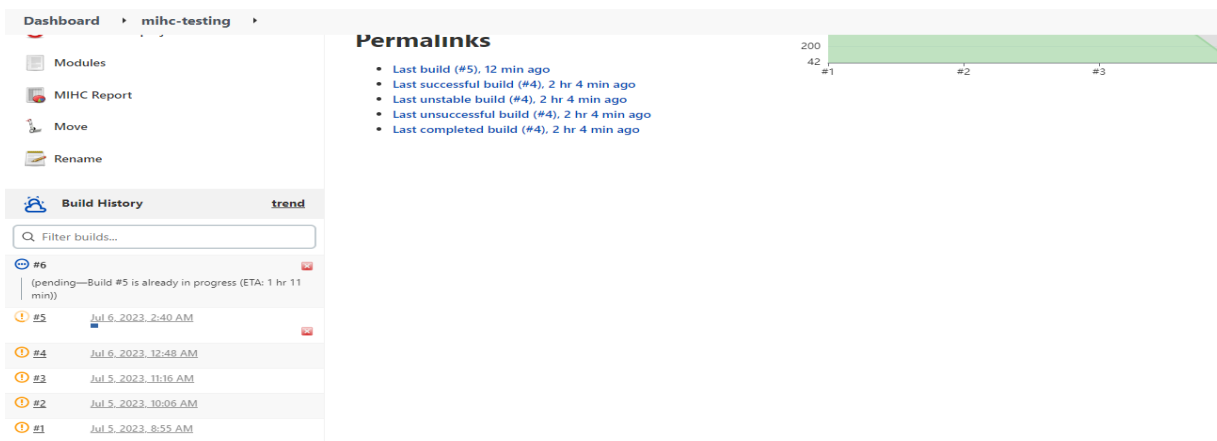 Dashboard
mihc-testing
Modules
MIHC Report
Move
Rename
Build History
trend
Filter builds...
#6
(pending—Build #5 is already in progress (ETA: 1 hr 11
min))
#5 Jul 6, 2023, 2:40 AM
#4 Jul 6, 2023, 12:48 AM
#3 Jul 5, 2023, 11:16 AM
#2 Jul 5, 2023, 10:06 AM
#1 Jul 5, 2023, 8:55 AM
Permalinks
Last build (#5), 12 min ago
Last successful build (#4), 2 hr 4 min ago
Last unstable build (#4), 2 hr 4 min ago
Last unsuccessful build (#4), 2 hr 4 min ago
Last completed build (#4), 2 hr 4 min ago
200
42
#1 #2 #3